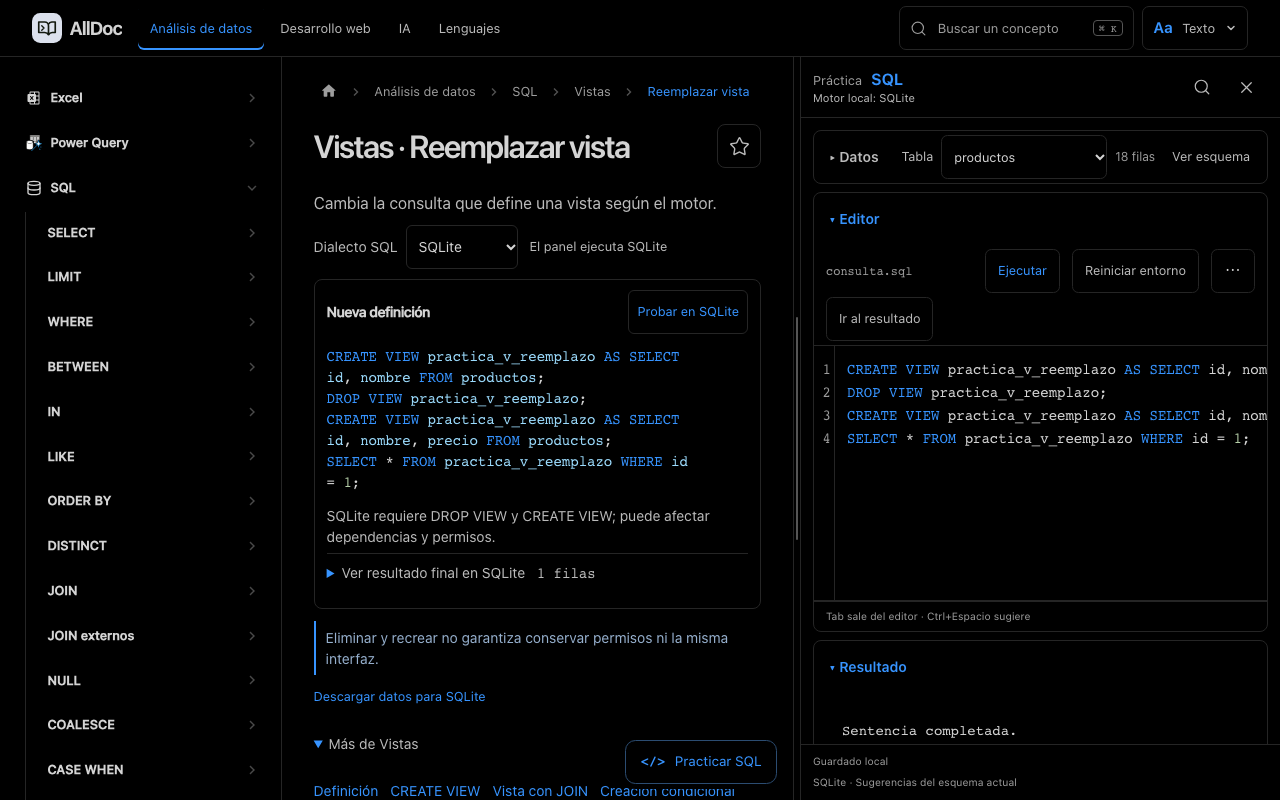 AllDoc
Análisis de datos
Desarrollo web
IA
Lenguajes
Buscar un concepto
⌘ K
Aa Texto
Excel
Power Query
SQL
SELECT
LIMIT
WHERE
BETWEEN
IN
LIKE
ORDER BY
DISTINCT
JOIN
JOIN externos
NULL
COALESCE
CASE WHEN
Análisis de datos > SQL > Vistas > Reemplazar vista
Vistas · Reemplazar vista
Cambia la consulta que define una vista según el motor.
Dialecto SQL SQLite El panel ejecuta SQLite
Nueva definición
Probar en SQLite
CREATE VIEW practica_v_reemplazo AS SELECT
id, nombre FROM productos;
DROP VIEW practica_v_reemplazo;
CREATE VIEW practica_v_reemplazo AS SELECT
id, nombre, precio FROM productos;
SELECT * FROM practica_v_reemplazo WHERE id
= 1;
SQLite requiere DROP VIEW y CREATE VIEW; puede afectar
dependencias y permisos.
Ver resultado final en SQLite 1 filas
Eliminar y recrear no garantiza conservar permisos ni la misma
interfaz.
Descargar datos para SQLite
Más de Vistas
</> Practicar SQL
Definición CREATE VIEW Vista con JOIN Creación condicional
Práctica SQL
Motor local: SQLite
Datos Tabla productos 18 filas Ver esquema
Editor
consulta.sql
Ejecutar
Reiniciar entorno
···
Ir al resultado
1 CREATE VIEW practica_v_reemplazo AS SELECT id, nom
2 DROP VIEW practica_v_reemplazo;
3 CREATE VIEW practica_v_reemplazo AS SELECT id, nom
4 SELECT * FROM practica_v_reemplazo WHERE id = 1;
Tab sale del editor · Ctrl+Espacio sugiere
Resultado
Sentencia completada.
Guardado local
SQLite · Sugerencias del esquema actual